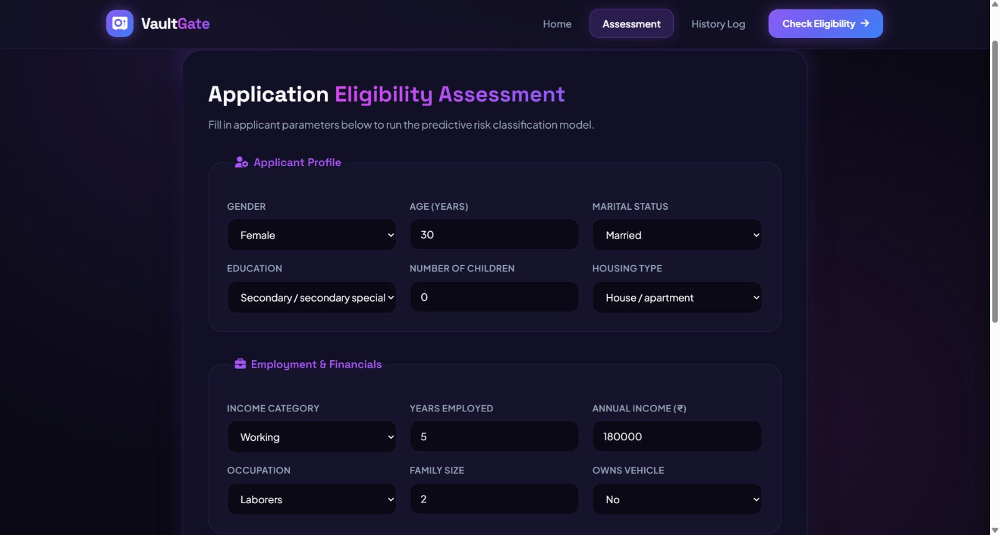 VaultGate
Home
Assessment
History Log
Check Eligibility →
Application Eligibility Assessment
Fill in applicant parameters below to run the predictive risk classification model.
Applicant Profile
GENDER
AGE (YEARS)
MARITAL STATUS
Female
30
Married
EDUCATION
NUMBER OF CHILDREN
HOUSING TYPE
Secondary / secondary special
0
House / apartment
Employment & Financials
INCOME CATEGORY
YEARS EMPLOYED
ANNUAL INCOME (₹)
Working
5
180000
OCCUPATION
FAMILY SIZE
OWNS VEHICLE
Laborers
2
No